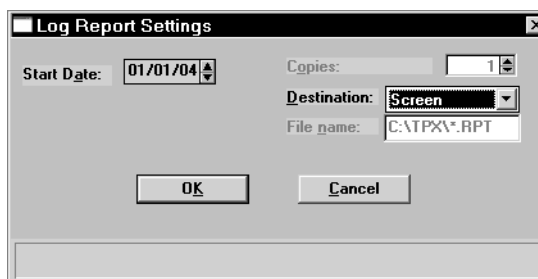 Log Report Settings
Start Date: 01/01/04
Copies: 1
Destination: Screen
File name: C:\TPX\*.RPT
OK Cancel